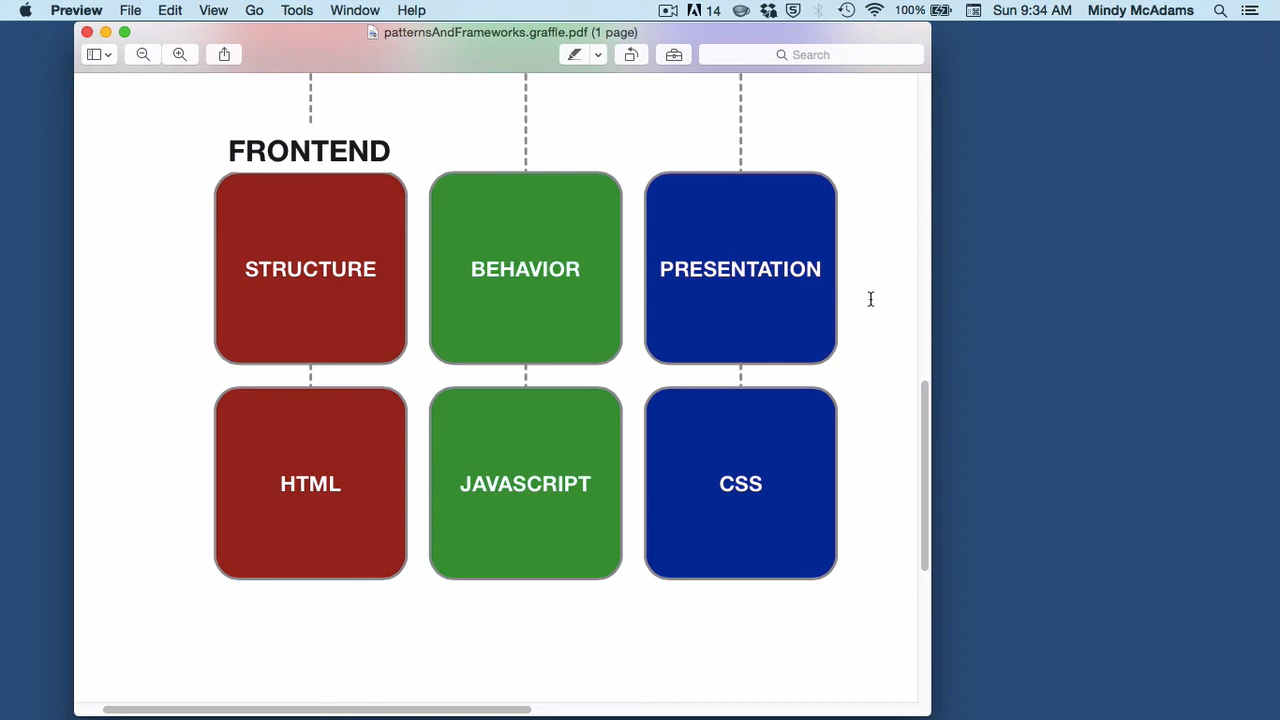 Preview File Edit View Go Tools Window Help 14 100% Sun 9:34 AM Mindy McAdams
patternsAndFrameworks.graffle.pdf (1 page)
Search
FRONTEND
STRUCTURE BEHAVIOR PRESENTATION
HTML JAVASCRIPT CSS